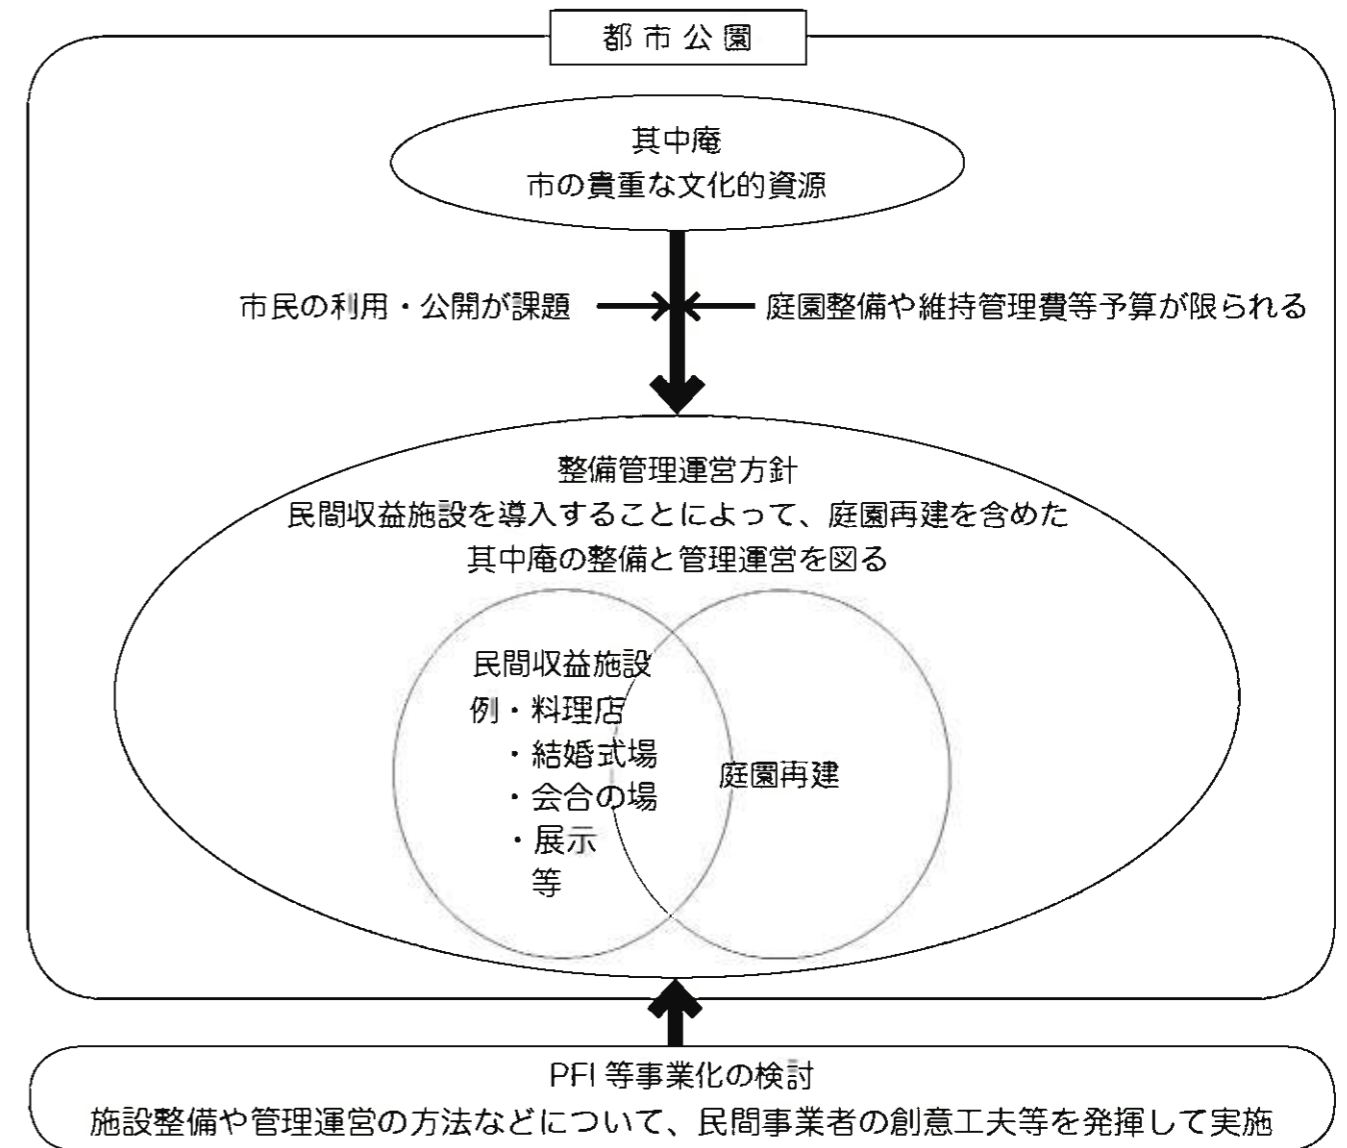 都市公園
其中庵
市の貴重な文化的資源
市民の利用・公開が課題
庭園整備や維持管理費等予算が限られる
整備管理運営方針
民間収益施設を導入することによって、庭園再建を含めた
其中庵の整備と管理運営を図る
民間収益施設
例・料理店
・結婚式場
・会合の場
・展示
等
庭園再建
PFI 等事業化の検討
施設整備や管理運営の方法などについて、民間事業者の創意工夫等を発揮して実施